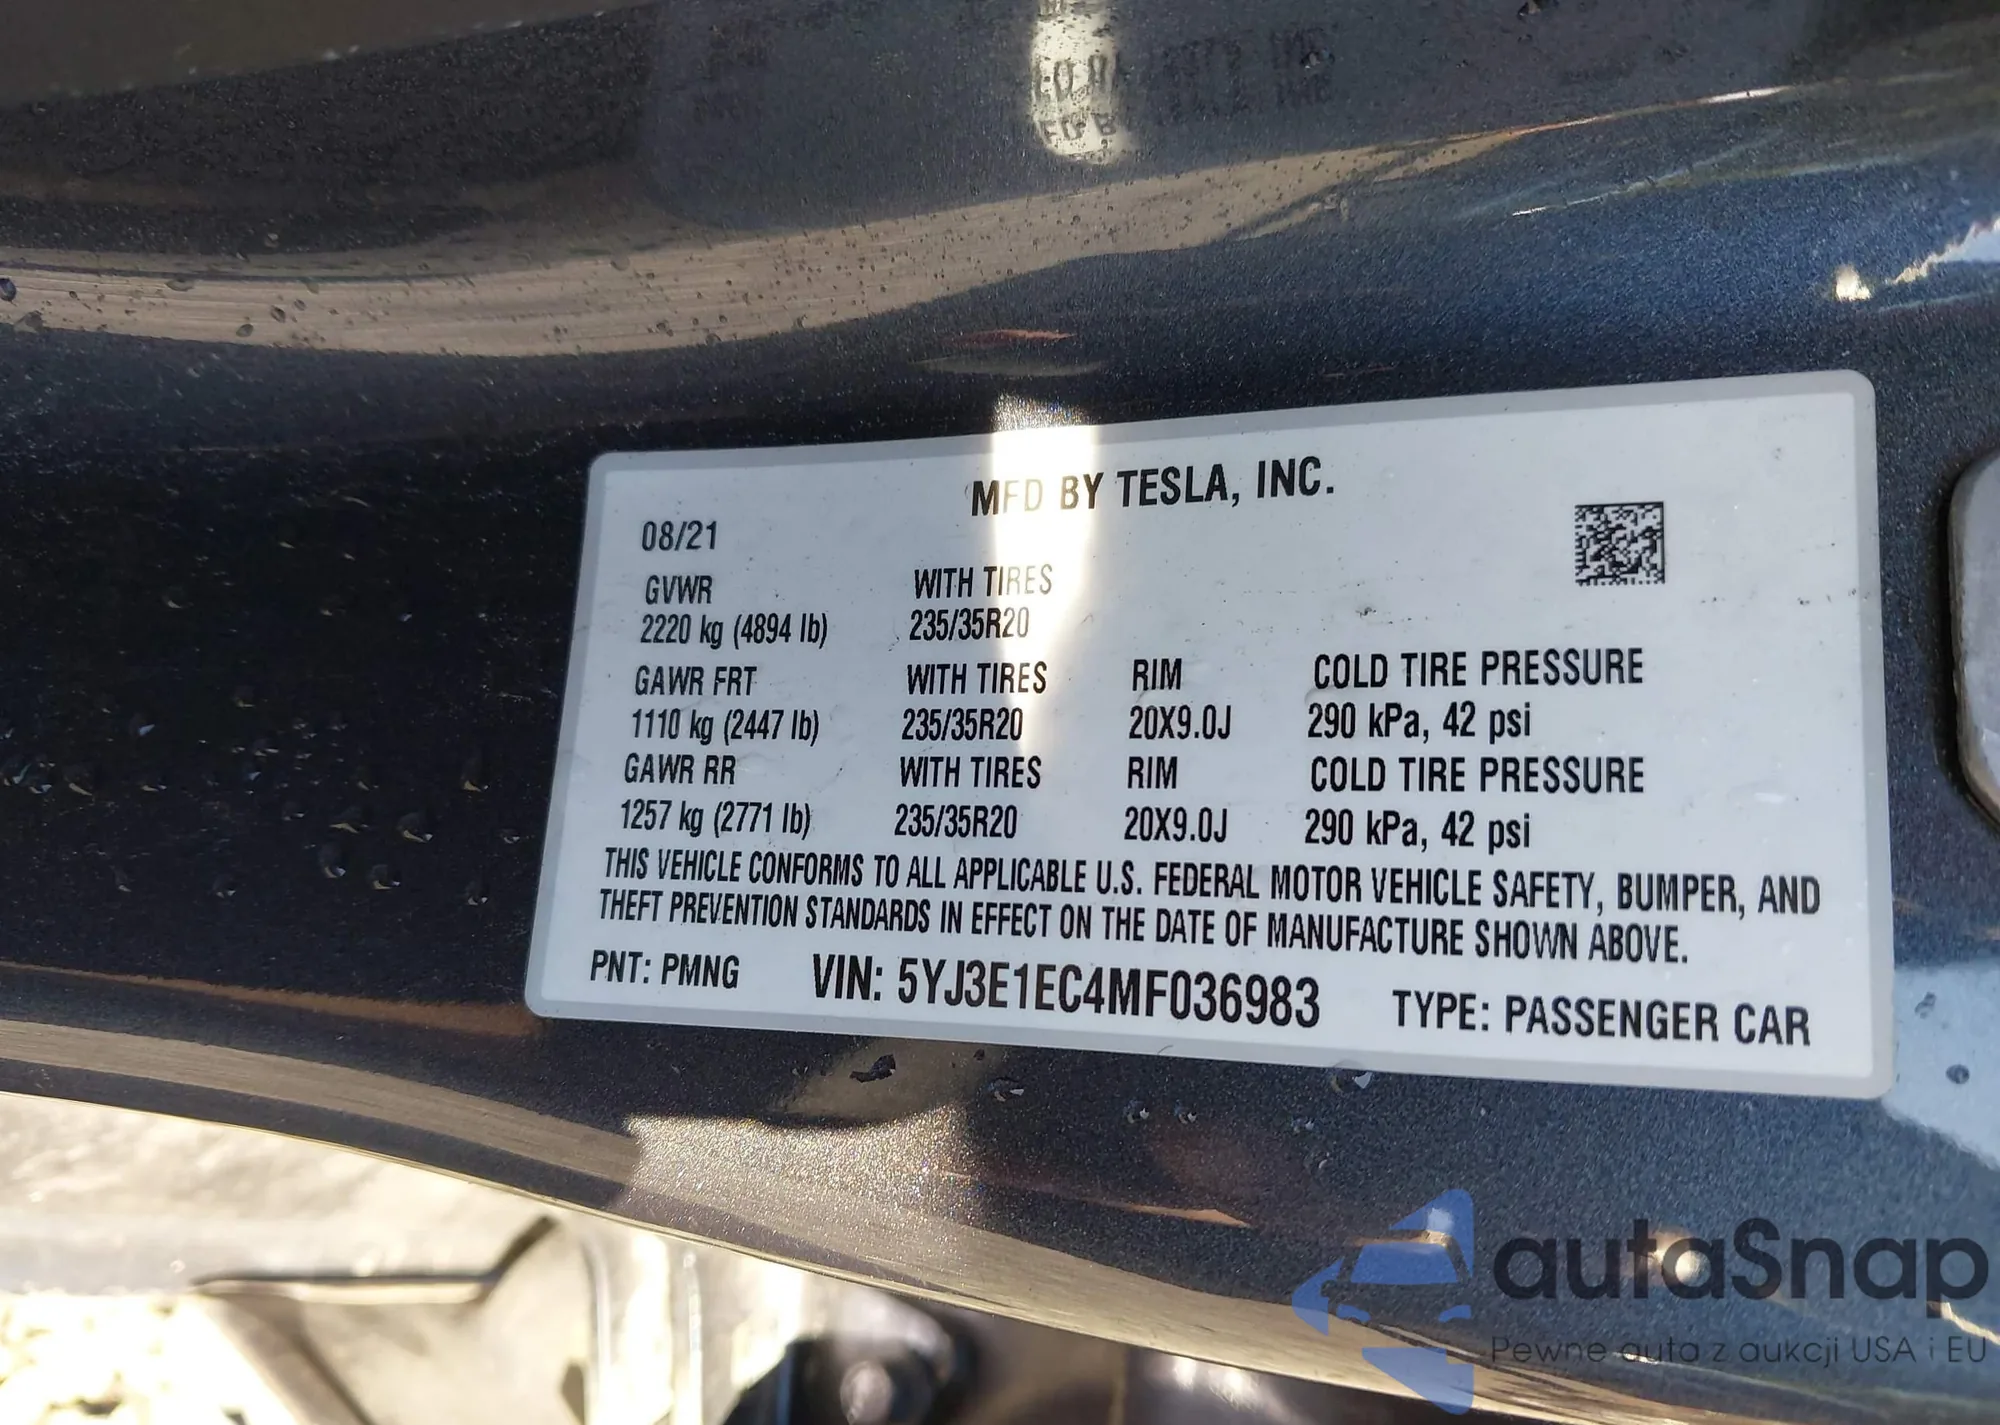 MFD BY TESLA, INC.
08/21
GVWR WITH TIRES
2220 kg (4894 lb) 235/35R20
GAWR FRT WITH TIRES RIM COLD TIRE PRESSURE
1110 kg (2447 lb) 235/35R20 20X9.0J 290 kPa, 42 psi
GAWR RR WITH TIRES RIM COLD TIRE PRESSURE
1257 kg (2771 lb) 235/35R20 20X9.0J 290 kPa, 42 psi
THIS VEHICLE CONFORMS TO ALL APPLICABLE U.S. FEDERAL MOTOR VEHICLE SAFETY, BUMPER, AND
THEFT PREVENTION STANDARDS IN EFFECT ON THE DATE OF MANUFACTURE SHOWN ABOVE.
PNT: PMNG VIN: 5YJ3E1EC4MF036983 TYPE: PASSENGER CAR
autaSnap
Pewne auta z aukcji USA i EU